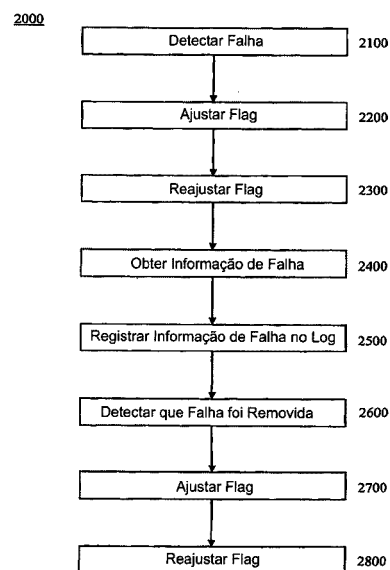 2000
Detectar Falha 2100
Ajustar Flag 2200
Reajustar Flag 2300
Obter Informação de Falha 2400
Registrar Informação de Falha no Log 2500
Detectar que Falha foi Removida 2600
Ajustar Flag 2700
Reajustar Flag 2800